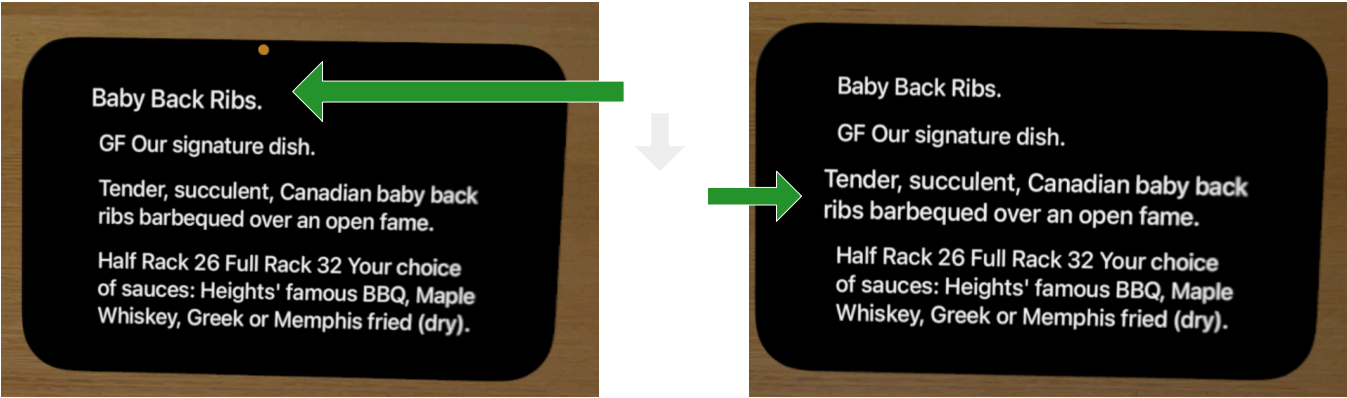 Baby Back Ribs.
GF Our signature dish.
Tender, succulent, Canadian baby back
ribs barbequed over an open fame.
Half Rack 26 Full Rack 32 Your choice
of sauces: Heights' famous BBQ, Maple
Whiskey, Greek or Memphis fried (dry).
Baby Back Ribs.
GF Our signature dish.
Tender, succulent, Canadian baby back
ribs barbequed over an open fame.
Half Rack 26 Full Rack 32 Your choice
of sauces: Heights' famous BBQ, Maple
Whiskey, Greek or Memphis fried (dry).